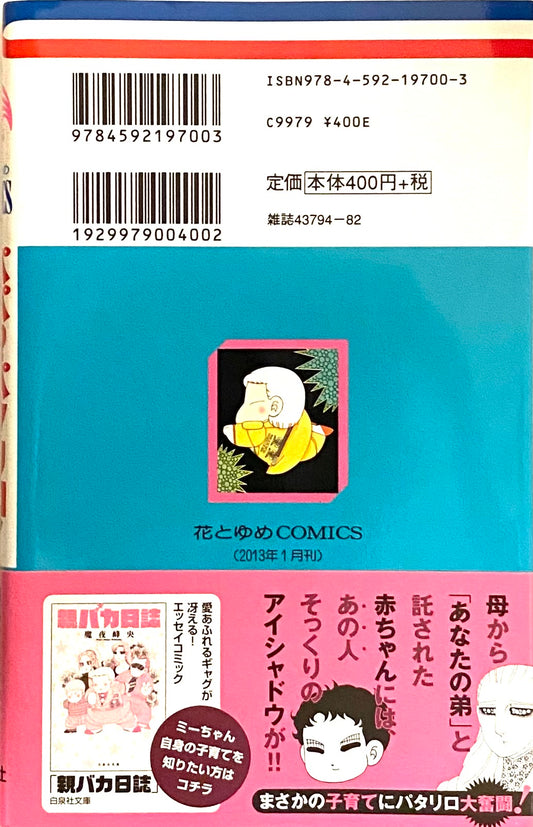 ISBN978-4-592-19700-3
C9979 ¥400E
9784592197003
定価 本体400円+税
雑誌43794-82
1929979004002
花とゆめCOMICS
(2013年1月刊)
母から
「あなたの弟」と
託された
赤ちゃんには、
あの人
そっくりの
アイシャドウが!!
まさかの子育てにパタリロ大奮闘!
愛あふれるギャグが
冴える!
エッセイコミック
親バカ日誌
魔夜峰央
ミーちゃん
自身の子育てを
知りたい方は
コチラ
「親バカ日誌」
白泉社文庫